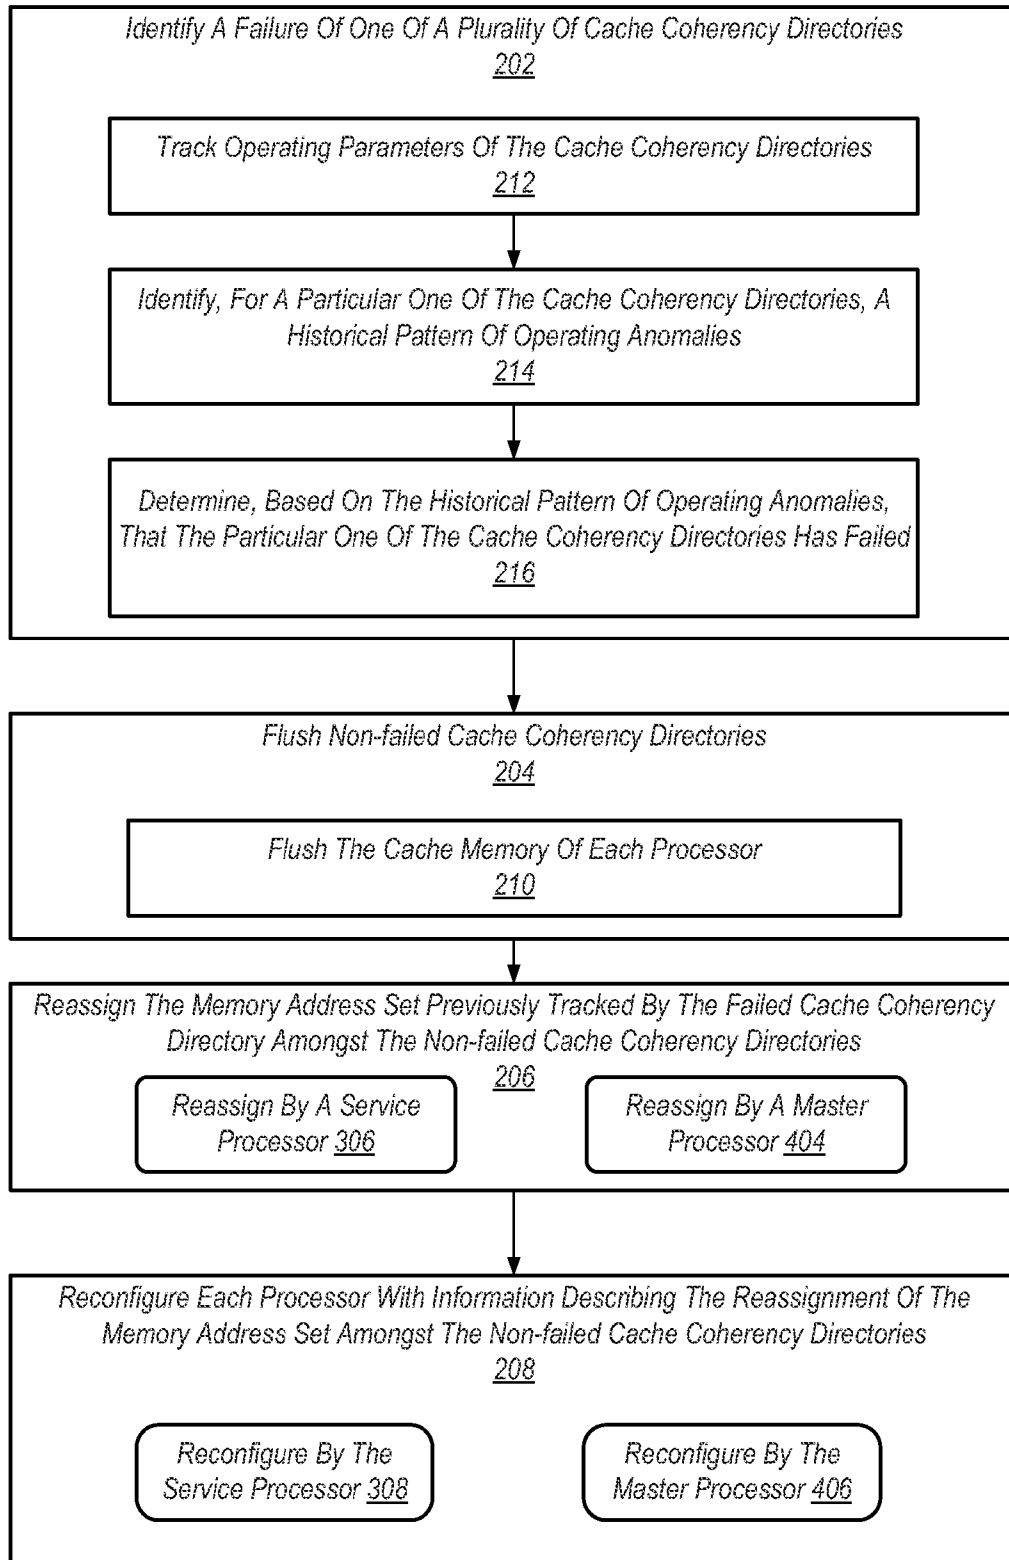 Identify A Failure Of One Of A Plurality Of Cache Coherency Directories
202
Track Operating Parameters Of The Cache Coherency Directories
212
Identify, For A Particular One Of The Cache Coherency Directories, A
Historical Pattern Of Operating Anomalies
214
Determine, Based On The Historical Pattern Of Operating Anomalies,
That The Particular One Of The Cache Coherency Directories Has Failed
216
Flush Non-failed Cache Coherency Directories
204
Flush The Cache Memory Of Each Processor
210
Reassign The Memory Address Set Previously Tracked By The Failed Cache Coherency
Directory Amongst The Non-failed Cache Coherency Directories
206
Reassign By A Service
Processor 306
Reassign By A Master
Processor 404
Reconfigure Each Processor With Information Describing The Reassignment Of The
Memory Address Set Amongst The Non-failed Cache Coherency Directories
208
Reconfigure By The
Service Processor 308
Reconfigure By The
Master Processor 406